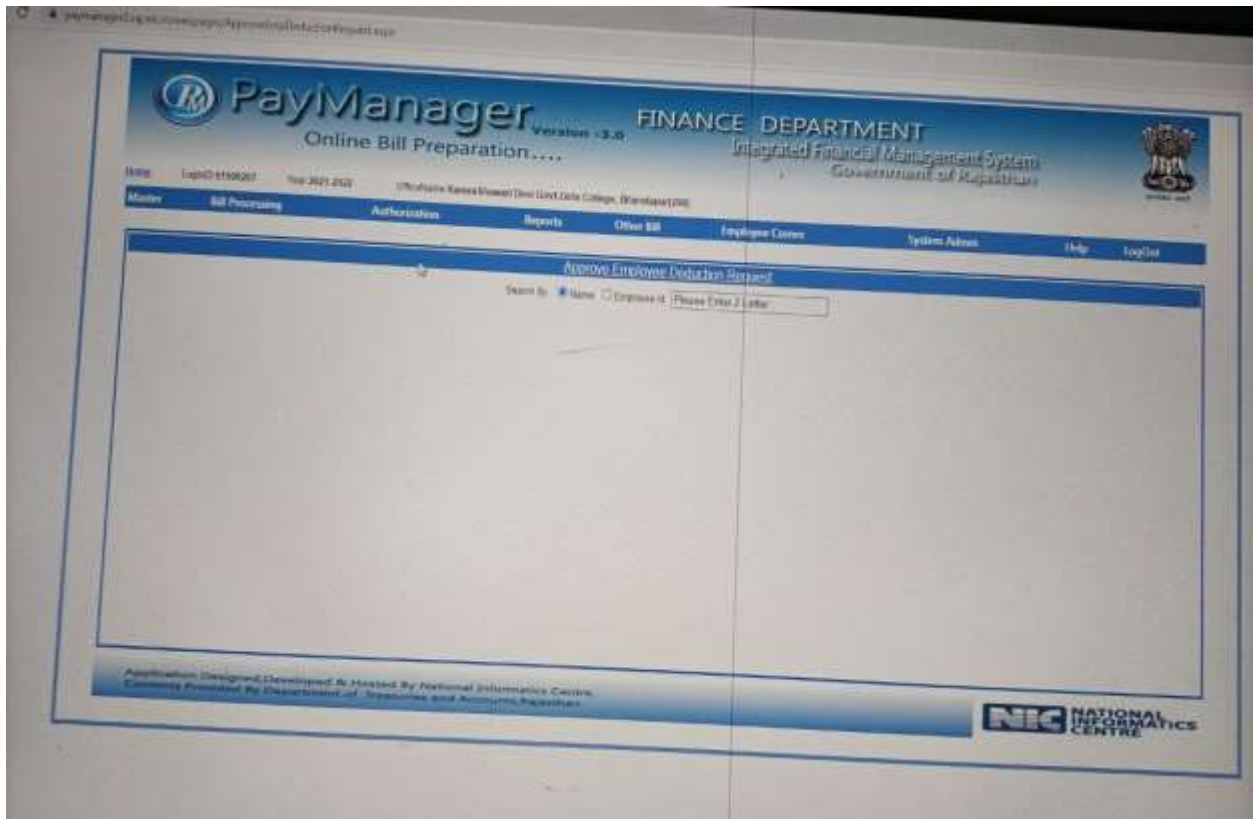 PayManager Version -3.0
Online Bill Preparation....
FINANCE DEPARTMENT
Integrated Financial Management System
Government of Rajasthan
Home Year 2021-2022
Master Bill Processing Authorization Reports Other Bill Employee Corner System Admin Help LogOut
Approve Employee Deduction Request
Search By Name Employee Id Please Enter 2 Letter
Application Designed,Developed & Hosted By National Informatics Centre.
Contents Provided By Department of Treasuries and Accounts,Rajasthan
NIC NATIONAL
INFORMATICS
CENTRE